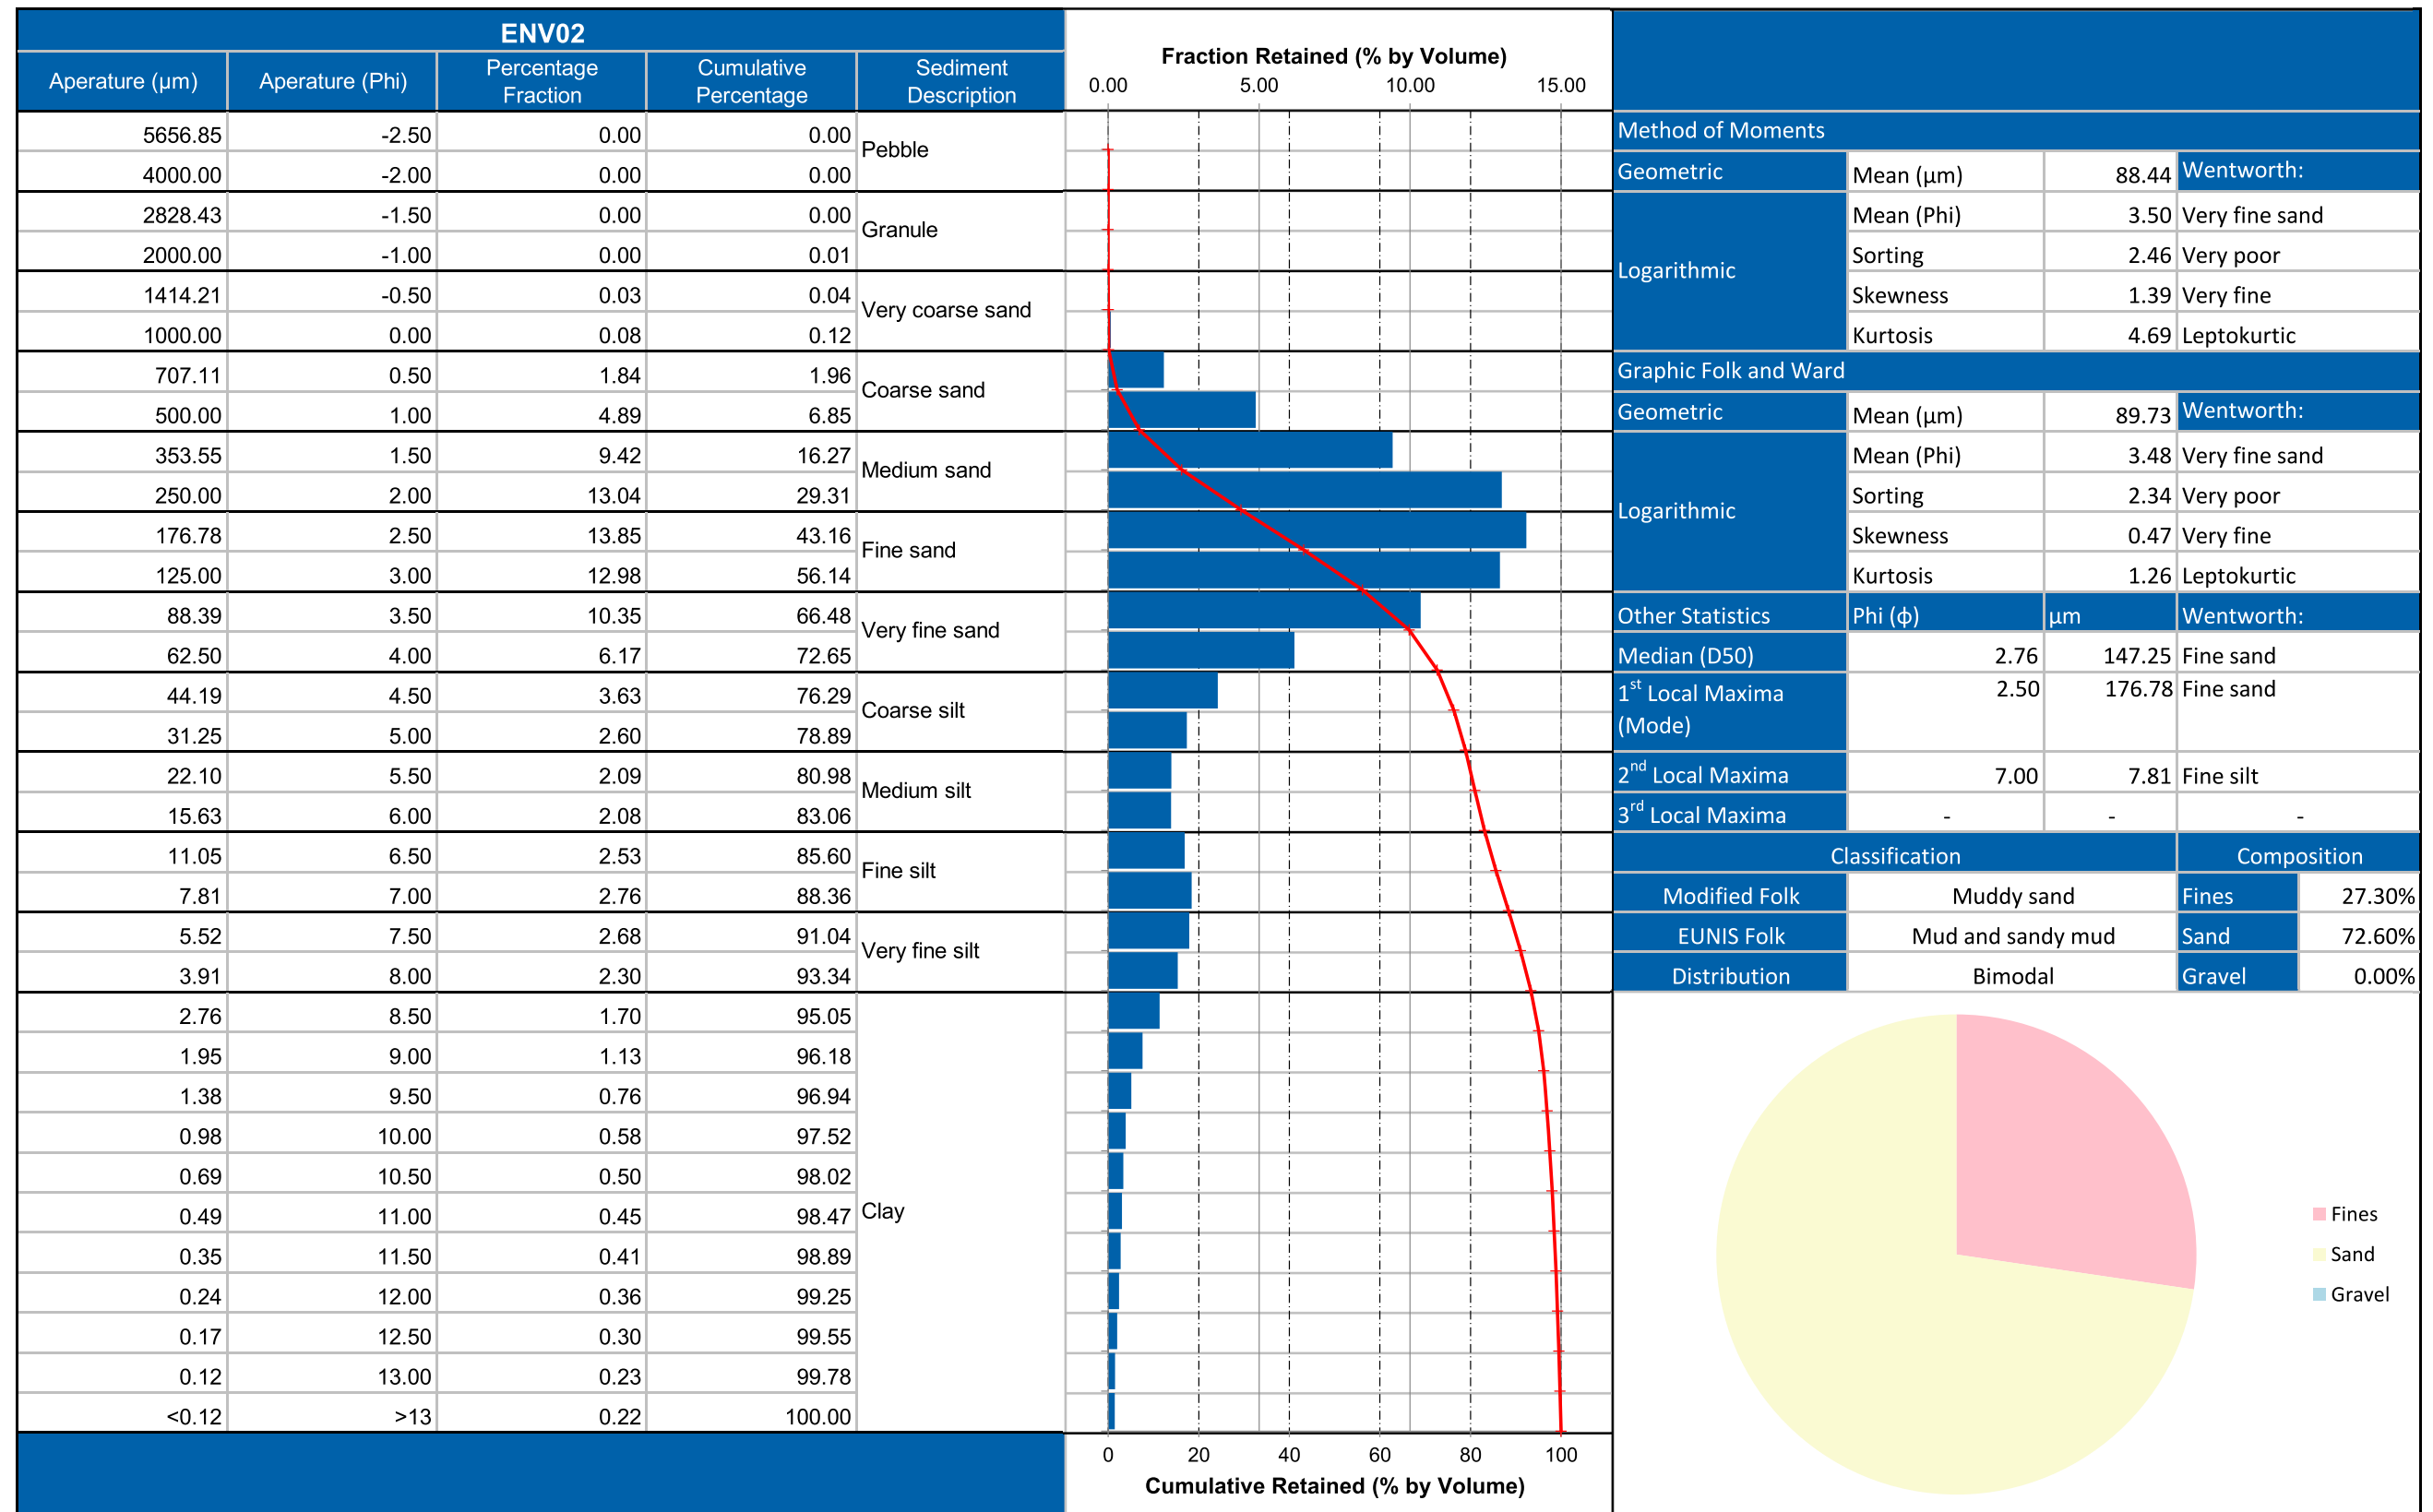 ENV02
Aperature (µm) Aperature (Phi) Percentage Fraction Cumulative Percentage Sediment Description
5656.85 -2.50 0.00 0.00 Pebble
4000.00 -2.00 0.00 0.00
2828.43 -1.50 0.00 0.00 Granule
2000.00 -1.00 0.00 0.01
1414.21 -0.50 0.03 0.04 Very coarse sand
1000.00 0.00 0.08 0.12
707.11 0.50 1.84 1.96 Coarse sand
500.00 1.00 4.89 6.85
353.55 1.50 9.42 16.27 Medium sand
250.00 2.00 13.04 29.31
176.78 2.50 13.85 43.16 Fine sand
125.00 3.00 12.98 56.14
88.39 3.50 10.35 66.48 Very fine sand
62.50 4.00 6.17 72.65
44.19 4.50 3.63 76.29 Coarse silt
31.25 5.00 2.60 78.89
22.10 5.50 2.09 80.98 Medium silt
15.63 6.00 2.08 83.06
11.05 6.50 2.53 85.60 Fine silt
7.81 7.00 2.76 88.36
5.52 7.50 2.68 91.04 Very fine silt
3.91 8.00 2.30 93.34
2.76 8.50 1.70 95.05
1.95 9.00 1.13 96.18
1.38 9.50 0.76 96.94
0.98 10.00 0.58 97.52
0.69 10.50 0.50 98.02
0.49 11.00 0.45 98.47 Clay
0.35 11.50 0.41 98.89
0.24 12.00 0.36 99.25
0.17 12.50 0.30 99.55
0.12 13.00 0.23 99.78
<0.12 >13 0.22 100.00
Fraction Retained (% by Volume)
0.00 5.00 10.00 15.00
0 20 40 60 80 100
Cumulative Retained (% by Volume)
Method of Moments
Geometric Mean (µm) 88.44 Wentworth:
Logarithmic
Mean (Phi) 3.50 Very fine sand
Sorting 2.46 Very poor
Skewness 1.39 Very fine
Kurtosis 4.69 Leptokurtic
Graphic Folk and Ward
Geometric Mean (µm) 89.73 Wentworth:
Logarithmic
Mean (Phi) 3.48 Very fine sand
Sorting 2.34 Very poor
Skewness 0.47 Very fine
Kurtosis 1.26 Leptokurtic
Other Statistics Phi (ϕ) µm Wentworth:
Median (D50) 2.76 147.25 Fine sand
1st Local Maxima 2.50 176.78 Fine sand
(Mode)
2nd Local Maxima 7.00 7.81 Fine silt
3rd Local Maxima - - -
Classification Composition
Modified Folk Muddy sand Fines 27.30%
EUNIS Folk Mud and sandy mud Sand 72.60%
Distribution Bimodal Gravel 0.00%
Fines
Sand
Gravel